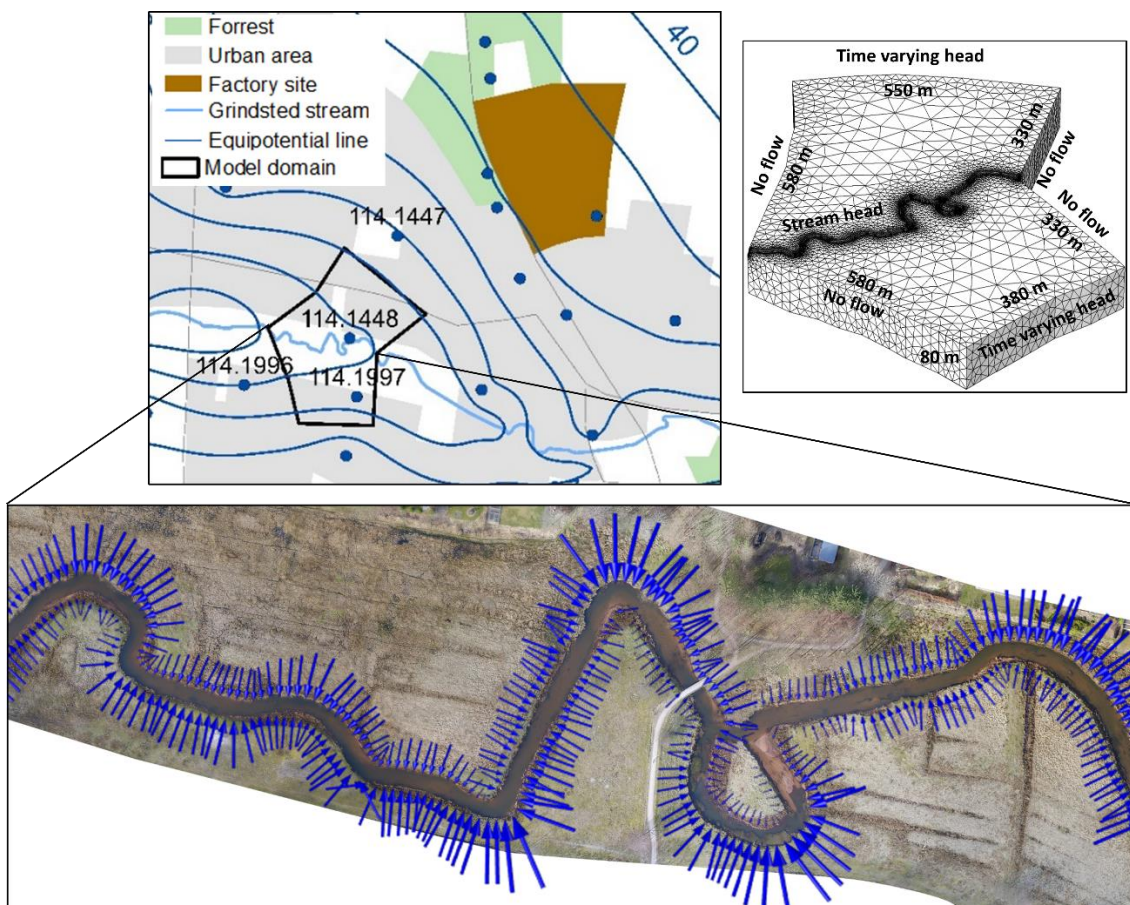 Forrest
Urban area
Factory site
Grindsted stream
Equipotential line
Model domain
40
114.1447
114.1448
114.1996
114.1997
Time varying head
550 m
330 m
No flow
580 m
No flow
Stream head
No flow
330 m
580 m
No flow
380 m
Time varying head
80 m